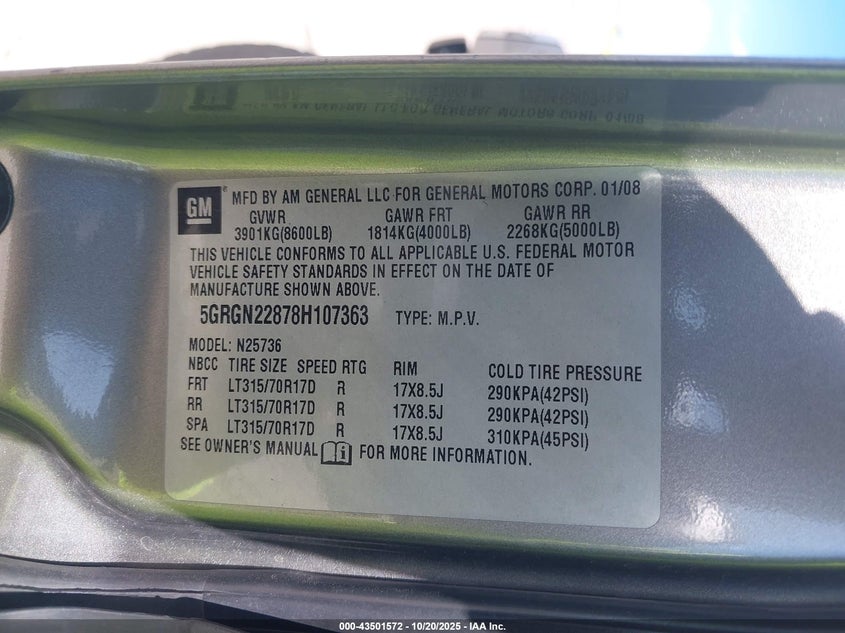 GM
® MFD BY AM GENERAL LLC FOR GENERAL MOTORS CORP. 01/08
GVWR GAWR FRT GAWR RR
3901KG(8600LB) 1814KG(4000LB) 2268KG(5000LB)
THIS VEHICLE CONFORMS TO ALL APPLICABLE U.S. FEDERAL MOTOR
VEHICLE SAFETY STANDARDS IN EFFECT ON THE DATE OF
MANUFACTURE SHOWN ABOVE.
5GRGN22878H107363 TYPE: M.P.V.
MODEL: N25736
NBCC TIRE SIZE SPEED RTG RIM COLD TIRE PRESSURE
FRT LT315/70R17D R 17X8.5J 290KPA(42PSI)
RR LT315/70R17D R 17X8.5J 290KPA(42PSI)
SPA LT315/70R17D R 17X8.5J 310KPA(45PSI)
SEE OWNER'S MANUAL i FOR MORE INFORMATION.
000-43501572 | 10/20/2025 - IAA Inc.